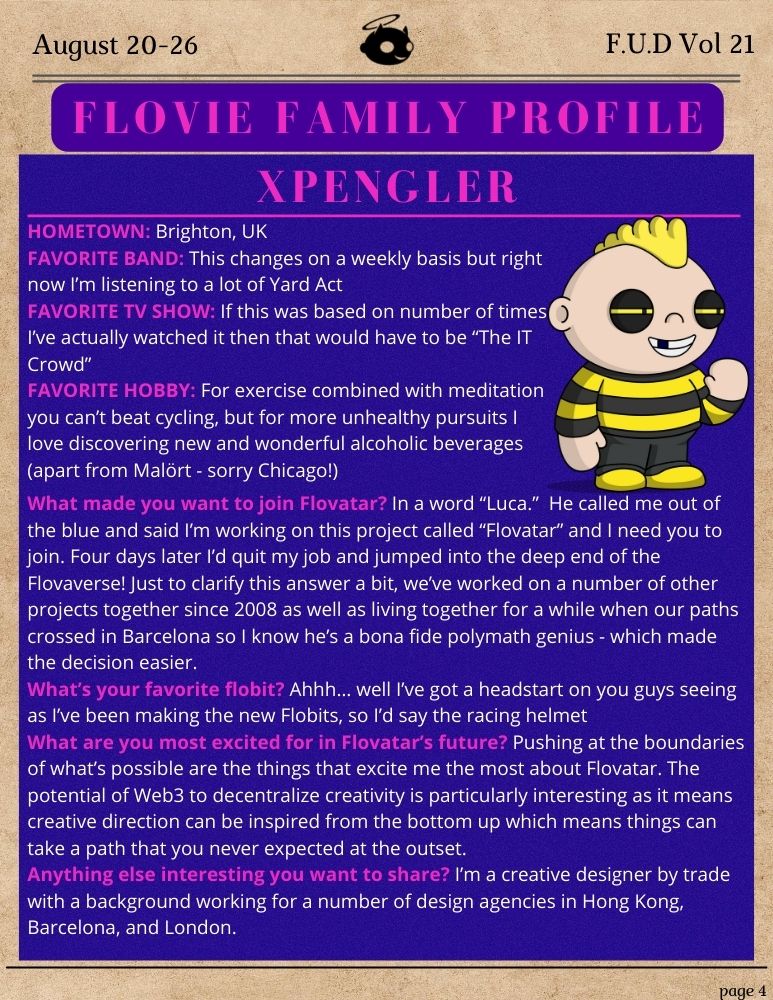 August 20-26
F.U.D Vol 21
FLOVIE FAMILY PROFILE
XPENGLER
HOMETOWN: Brighton, UK
FAVORITE BAND: This changes on a weekly basis but right
now I'm listening to a lot of Yard Act
FAVORITE TV SHOW: If this was based on number of times
I've actually watched it then that would have to be “The IT
Crowd”
FAVORITE HOBBY: For exercise combined with meditation
you can't beat cycling, but for more unhealthy pursuits I
love discovering new and wonderful alcoholic beverages
(apart from Malört - sorry Chicago!)
What made you want to join Flovatar? In a word “Luca.” He called me out of
the blue and said I'm working on this project called “Flovatar” and I need you to
join. Four days later I'd quit my job and jumped into the deep end of the
Flovaverse! Just to clarify this answer a bit, we've worked on a number of other
projects together since 2008 as well as living together for a while when our paths
crossed in Barcelona so I know he's a bona fide polymath genius - which made
the decision easier.
What's your favorite flobit? Ahhh... well I've got a headstart on you guys seeing
as I've been making the new Flobits, so I'd say the racing helmet
What are you most excited for in Flovatar's future? Pushing at the boundaries
of what's possible are the things that excite me the most about Flovatar. The
potential of Web3 to decentralize creativity is particularly interesting as it means
creative direction can be inspired from the bottom up which means things can
take a path that you never expected at the outset.
Anything else interesting you want to share? I'm a creative designer by trade
with a background working for a number of design agencies in Hong Kong,
Barcelona, and London.
page 4